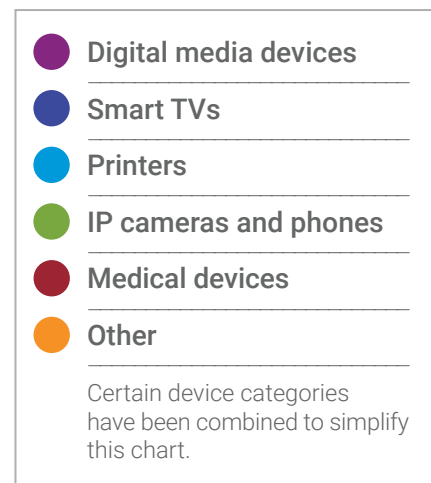 Digital media devices
Smart TVs
Printers
IP cameras and phones
Medical devices
Other
Certain device categories
have been combined to simplify
this chart.